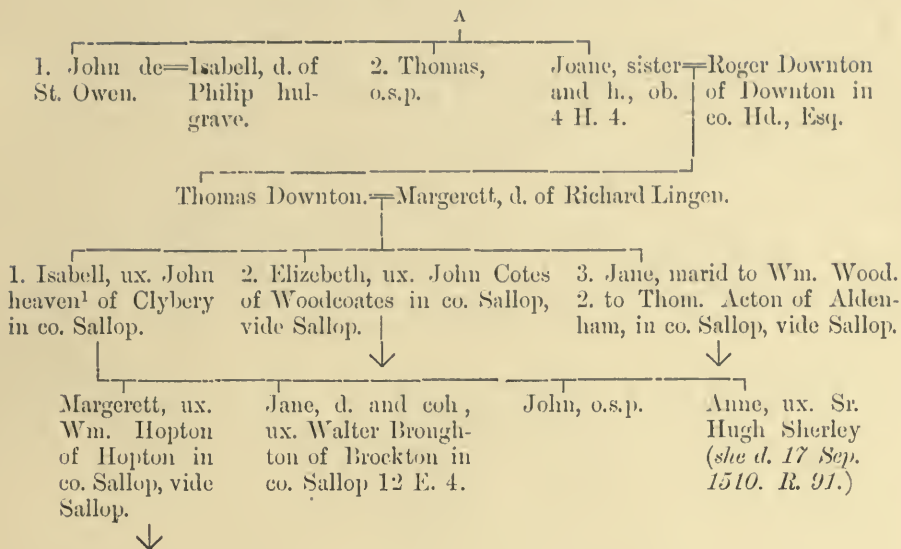 A
1. John de=Isabell, d. of
St. Owen. Philip hul-
grave.
2. Thomas,
o.s.p.
Joane, sister=Roger Downton
and h., ob. of Downton in
4 H. 4. co. Hd., Esq.
Thomas Downton.=Margerett, d. of Richard Lingen.
1. Isabell, ux. John
heaven¹ of Clybery
in co. Sallop.
2. Elizebeth, ux. John Cotes
of Woodcoates in co. Sallop,
vide Sallop.
3. Jane, marid to Wm. Wood.
2. to Thom. Acton of Alden-
ham, in co. Sallop, vide Sallop.
Margerett, ux.
Wm. Hopton
of Hopton in
co. Sallop, vide
Sallop.
Jane, d. and coh,
ux. Walter Brough-
ton of Brockton in
co. Sallop 12 E. 4.
John, o.s.p.
Anne, ux. Sr.
Hugh Sherley
(she d. 17 Sep.
1510. R. 91.)